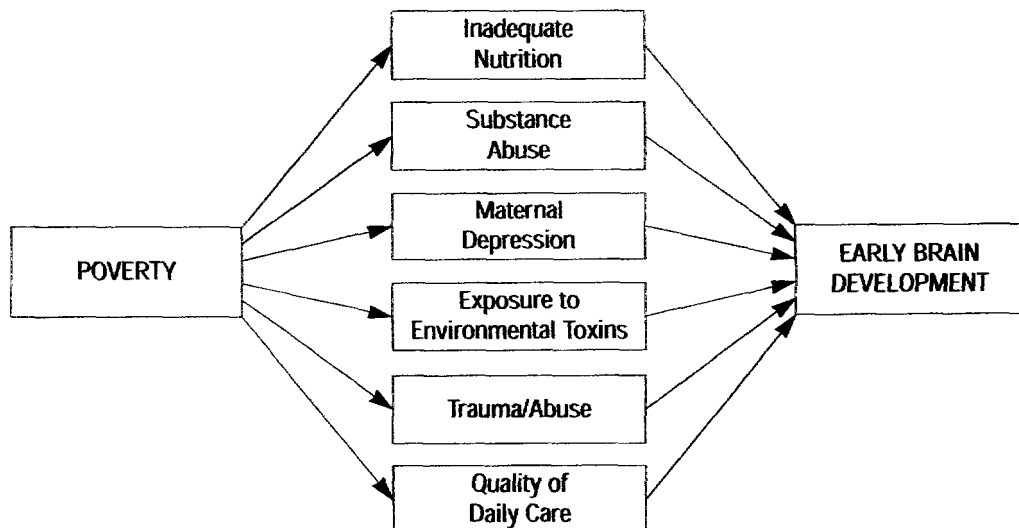 Inadequate
Nutrition
Substance
Abuse
Maternal
Depression
POVERTY
Exposure to
Environmental Toxins
Trauma/Abuse
Quality of
Daily Care
EARLY BRAIN
DEVELOPMENT